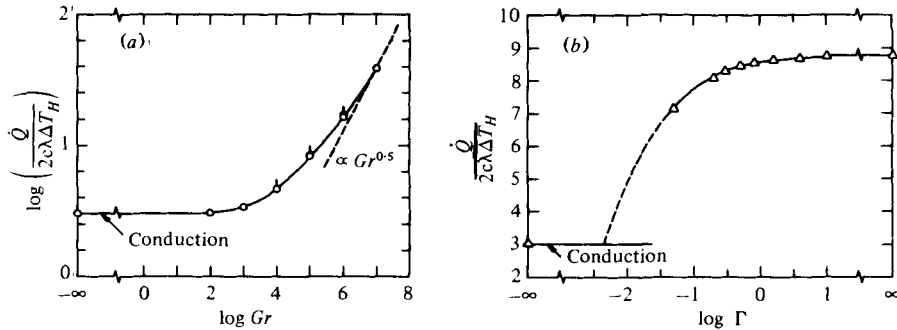 (a)
2
1
0
log ( Q̇ / 2cλΔT_H )
∝ Gr^0·5
Conduction
−∞ 0 2 4 6 8
log Gr
(b)
10
9
8
7
6
5
4
3
2
Q̇ / 2cλΔT_H
Conduction
−∞ −2 −1 0 1 ∞
log Γ